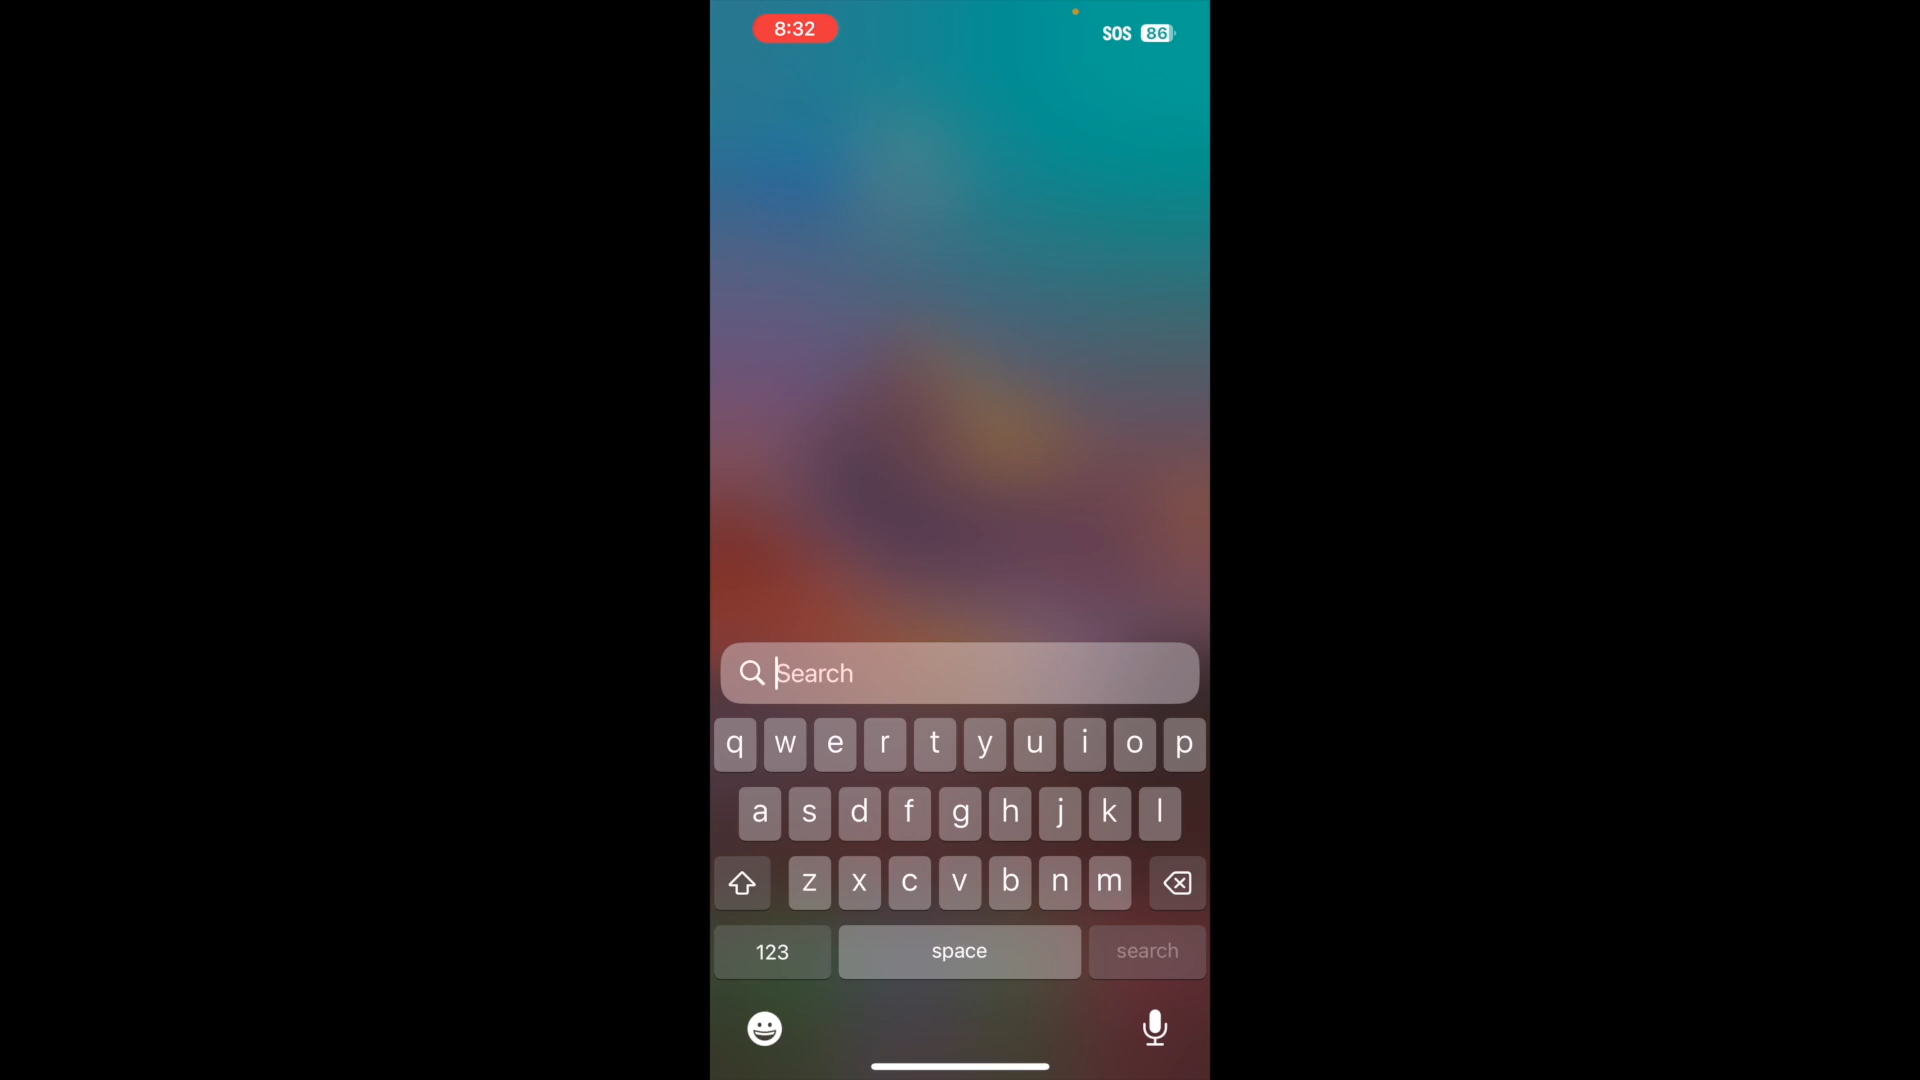 8:32
SOS 86
Search
q w e r t y u i o p
a s d f g h j k l
z x c v b n m
123 space search